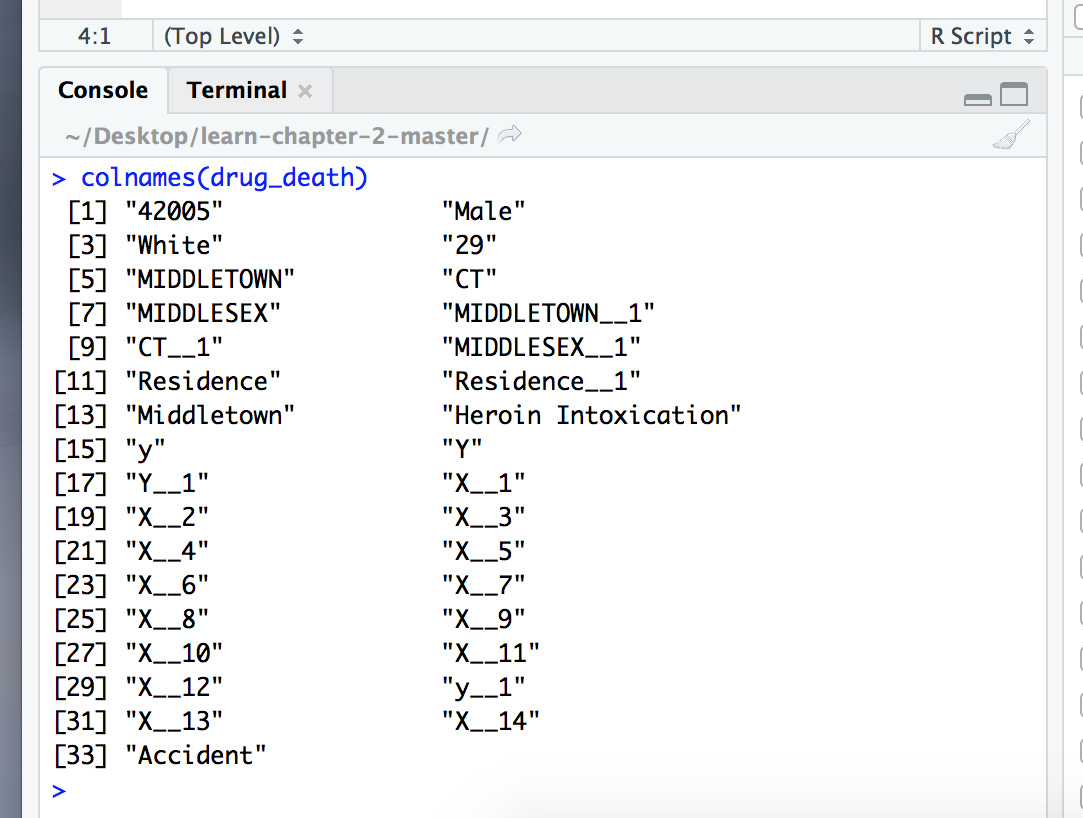 4:1 (Top Level) R Script
Console Terminal ×
~/Desktop/learn-chapter-2-master/
> colnames(drug_death)
[1] "42005" "Male"
[3] "White" "29"
[5] "MIDDLETOWN" "CT"
[7] "MIDDLESEX" "MIDDLETOWN__1"
[9] "CT__1" "MIDDLESEX__1"
[11] "Residence" "Residence__1"
[13] "Middletown" "Heroin Intoxication"
[15] "y" "Y"
[17] "Y__1" "X__1"
[19] "X__2" "X__3"
[21] "X__4" "X__5"
[23] "X__6" "X__7"
[25] "X__8" "X__9"
[27] "X__10" "X__11"
[29] "X__12" "y__1"
[31] "X__13" "X__14"
[33] "Accident"
>